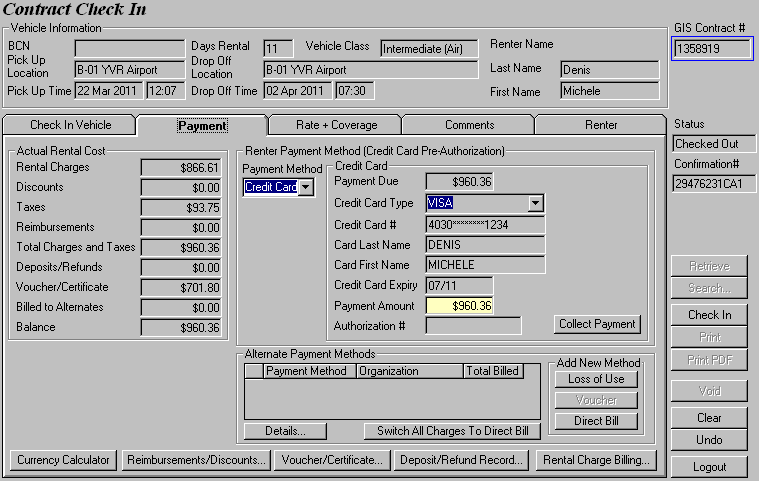 Contract Check In
Vehicle Information
GIS Contract #
1358919
BCN
Days Rental 11
Vehicle Class Intermediate (Air)
Renter Name
Pick Up Location B-01 YVR Airport
Drop Off Location B-01 YVR Airport
Last Name Denis
Pick Up Time 22 Mar 2011 12:07
Drop Off Time 02 Apr 2011 07:30
First Name Michele
Check In Vehicle
Payment
Rate + Coverage
Comments
Renter
Status
Checked Out
Confirmation#
29476231CA1
Actual Rental Cost
Rental Charges $866.61
Discounts $0.00
Taxes $93.75
Reimbursements $0.00
Total Charges and Taxes $960.36
Deposits/Refunds $0.00
Voucher/Certificate $701.80
Billed to Alternates $0.00
Balance $960.36
Renter Payment Method (Credit Card Pre-Authorization)
Payment Method
Credit Card
Credit Card
Payment Due $960.36
Credit Card Type VISA
Credit Card # 4030********1234
Card Last Name DENIS
Card First Name MICHELE
Credit Card Expiry 07/11
Payment Amount $960.36
Authorization #
Collect Payment
Alternate Payment Methods
Payment Method Organization Total Billed
Details...
Switch All Charges To Direct Bill
Add New Method
Loss of Use
Voucher
Direct Bill
Retrieve
Search...
Check In
Print
Print PDF
Void
Clear
Undo
Logout
Currency Calculator
Reimbursements/Discounts...
Voucher/Certificate...
Deposit/Refund Record...
Rental Charge Billing...